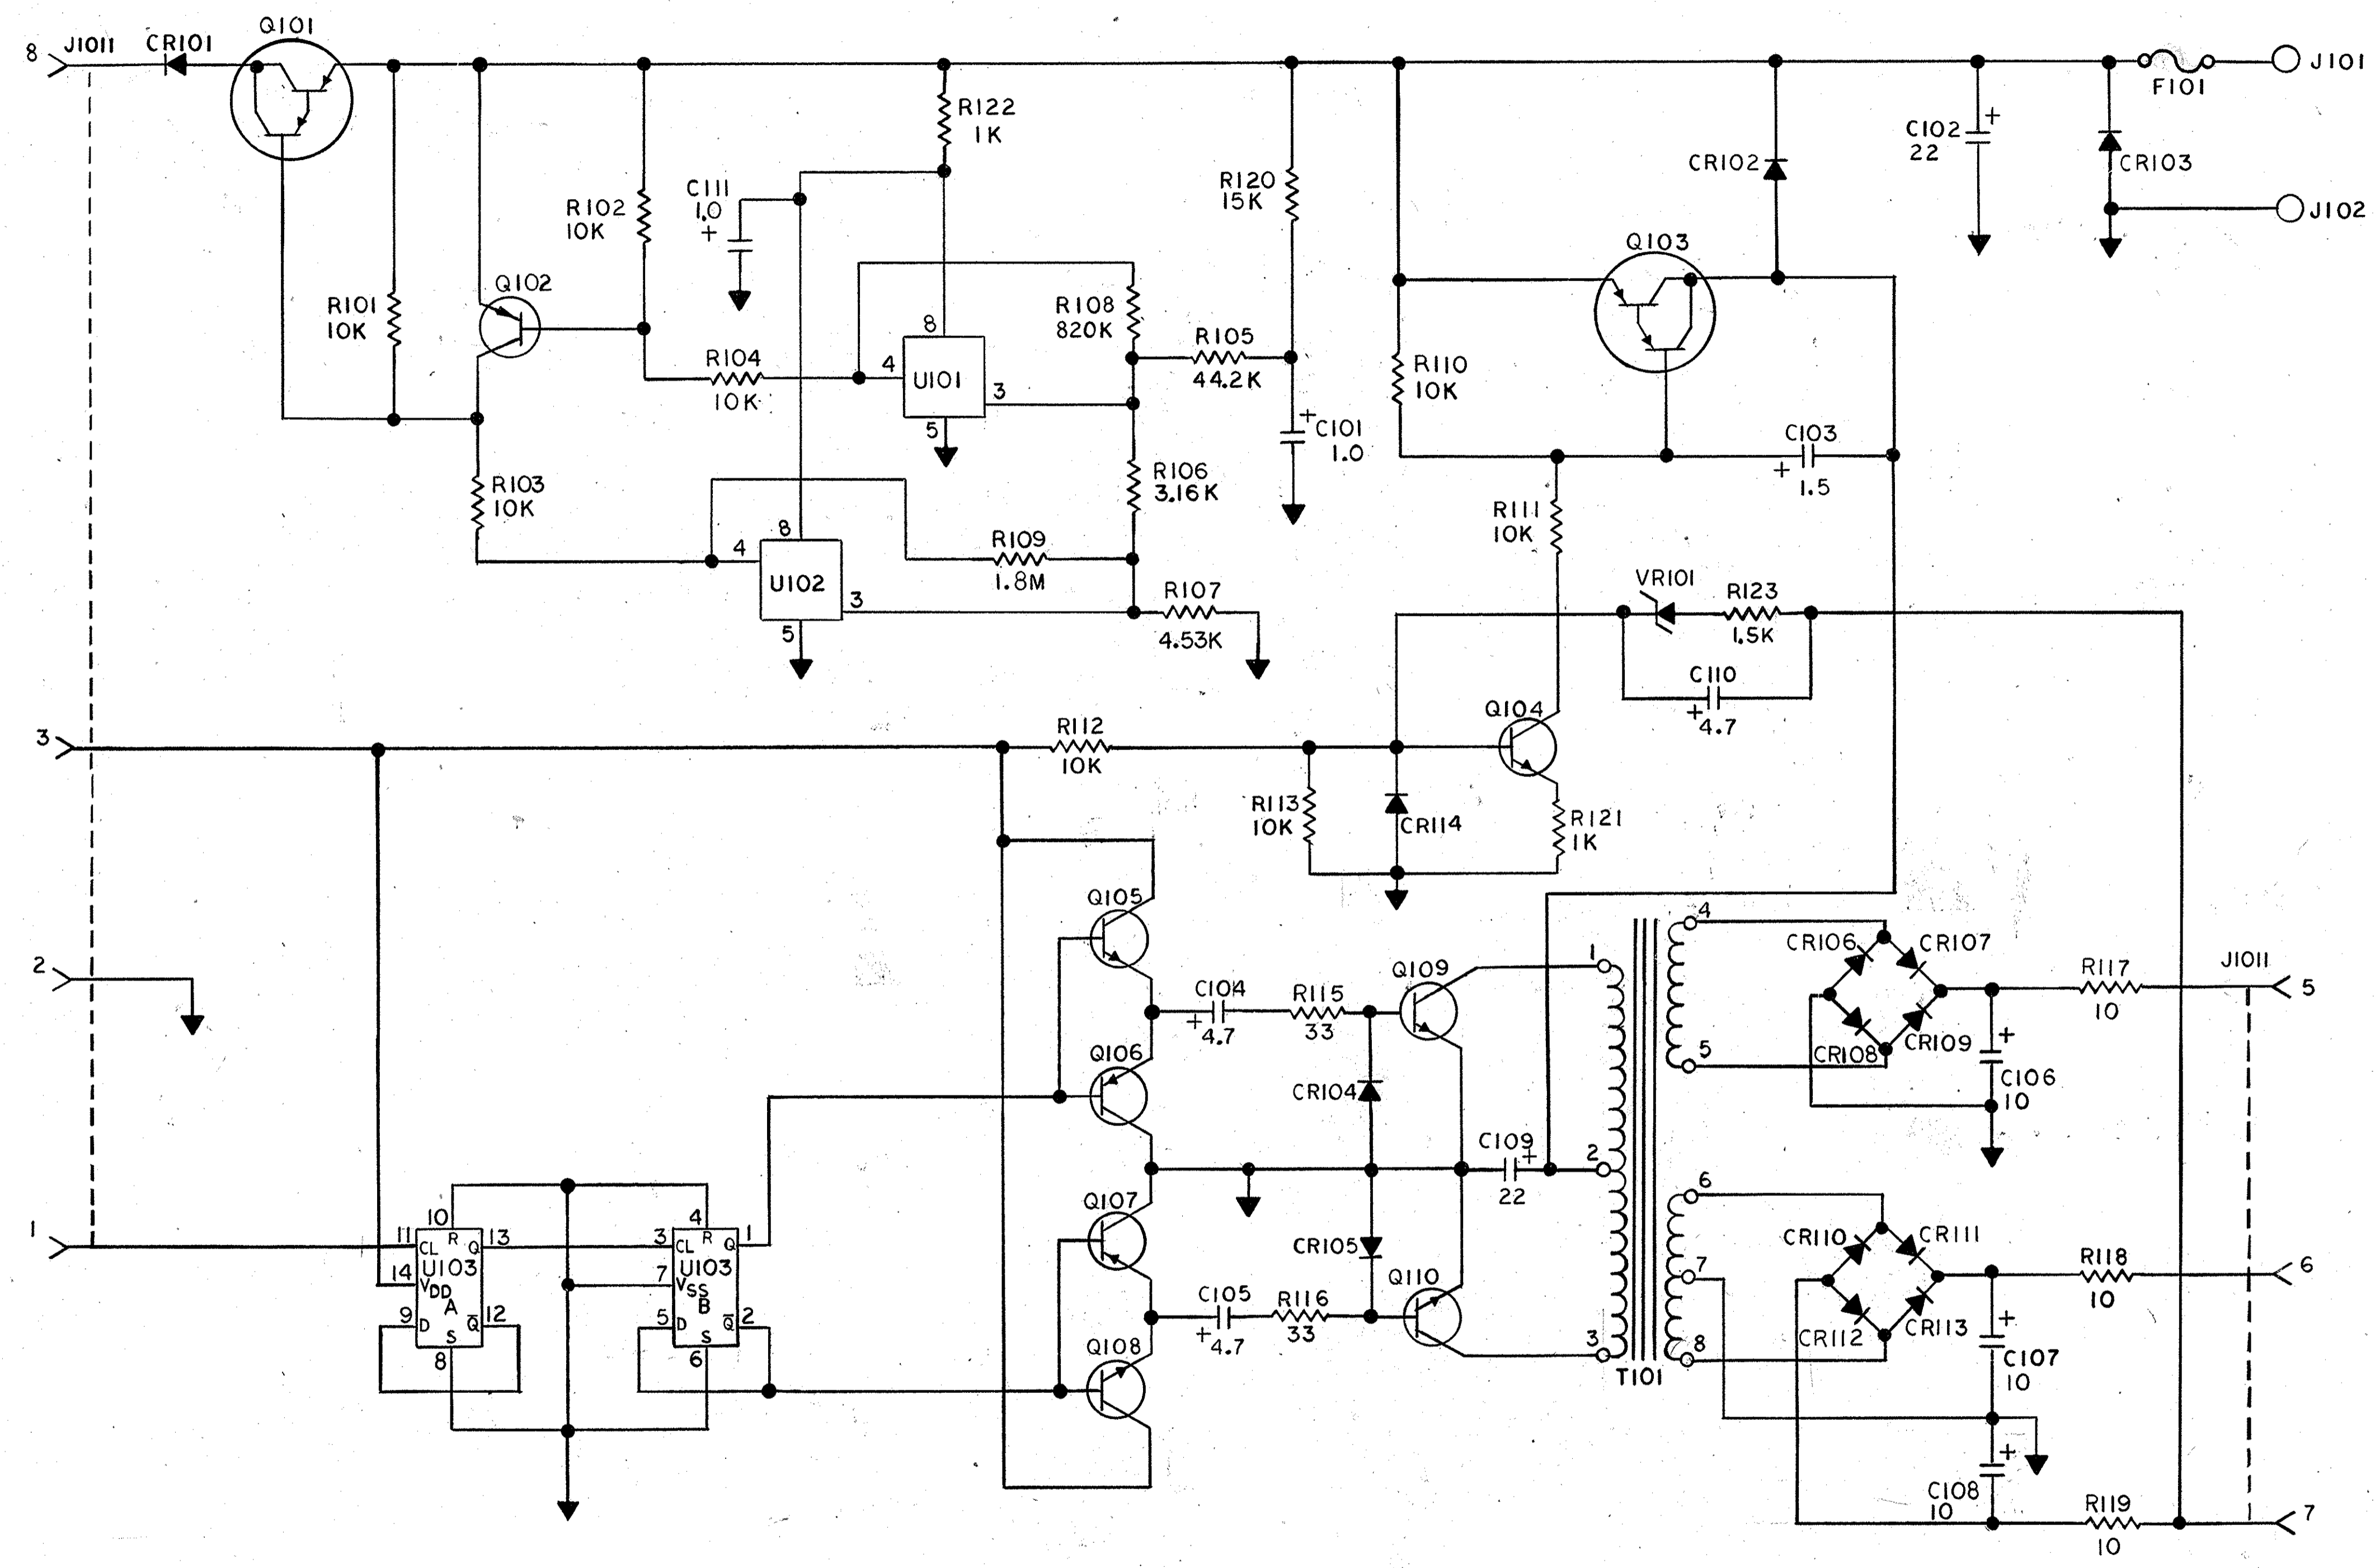 Q101
8
J1011
CR101
J101
F101
R122
1K
C102
22
+
CR102
CR103
R120
15K
C111
1.0
+
R102
10K
J102
Q103
Q102
R101
10K
R108
820K
8
R104
10K
4
U101
3
5
R105
44.2K
R110
10K
+
C101
1.0
C103
+
1.5
R106
3.16K
R103
10K
R111
10K
8
4
U102
3
5
R109
1.8M
R107
4.53K
VR101
R123
1.5K
C110
+
4.7
Q104
3
R112
10K
R113
10K
CR114
R121
1K
Q105
2
1
4
CR106
CR107
Q109
C104
+
4.7
R115
33
J1011
R117
10
5
5
CR108
CR109
+
C106
10
Q106
CR104
C109
+
22
2
Q107
6
1
10
11
CL
R
Q
13
U103
14
VDD
A
9
D
12
Q̅
S
8
4
3
CL
R
Q
1
U103
7
VSS
B
5
D
2
Q̅
S
6
CR105
Q110
CR110
CR111
R118
10
6
7
C105
+
4.7
R116
33
CR112
CR113
+
C107
10
Q108
3
T101
8
+
C108
10
R119
10
7